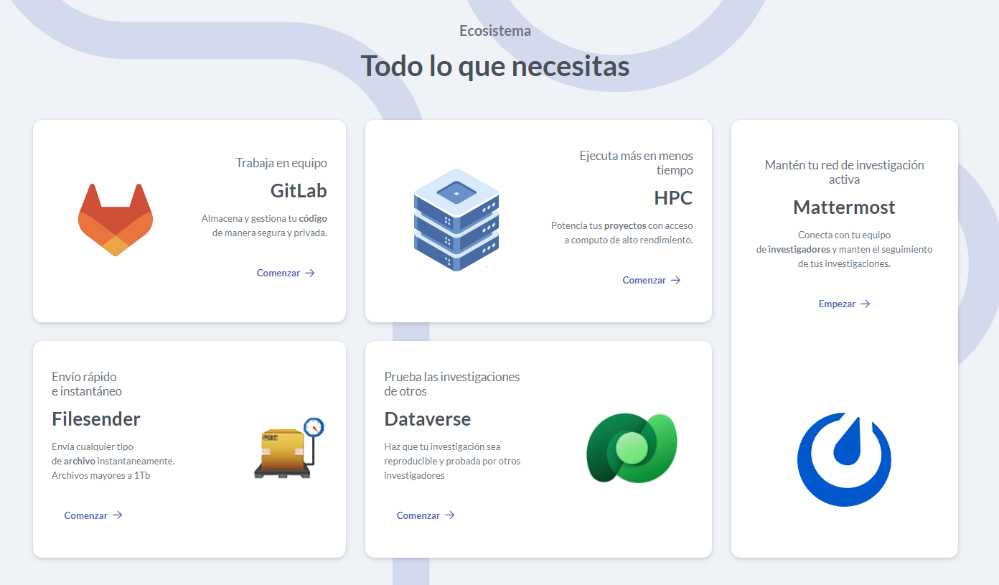 Ecosistema
Todo lo que necesitas
Trabaja en equipo
GitLab
Almacena y gestiona tu código
de manera segura y privada.
Comenzar
Ejecuta más en menos
tiempo
HPC
Potencia tus proyectos con acceso
a computo de alto rendimiento.
Comenzar
Mantén tu red de investigación
activa
Mattermost
Conecta con tu equipo
de investigadores y manten el seguimiento
de tus investigaciones.
Empezar
Envío rápido
e instantáneo
Filesender
Envía cualquier tipo
de archivo instantaneamente.
Archivos mayores a 1Tb
Comenzar
Prueba las investigaciones
de otros
Dataverse
Haz que tu investigación sea
reproducible y probada por otros
investigadores
Comenzar